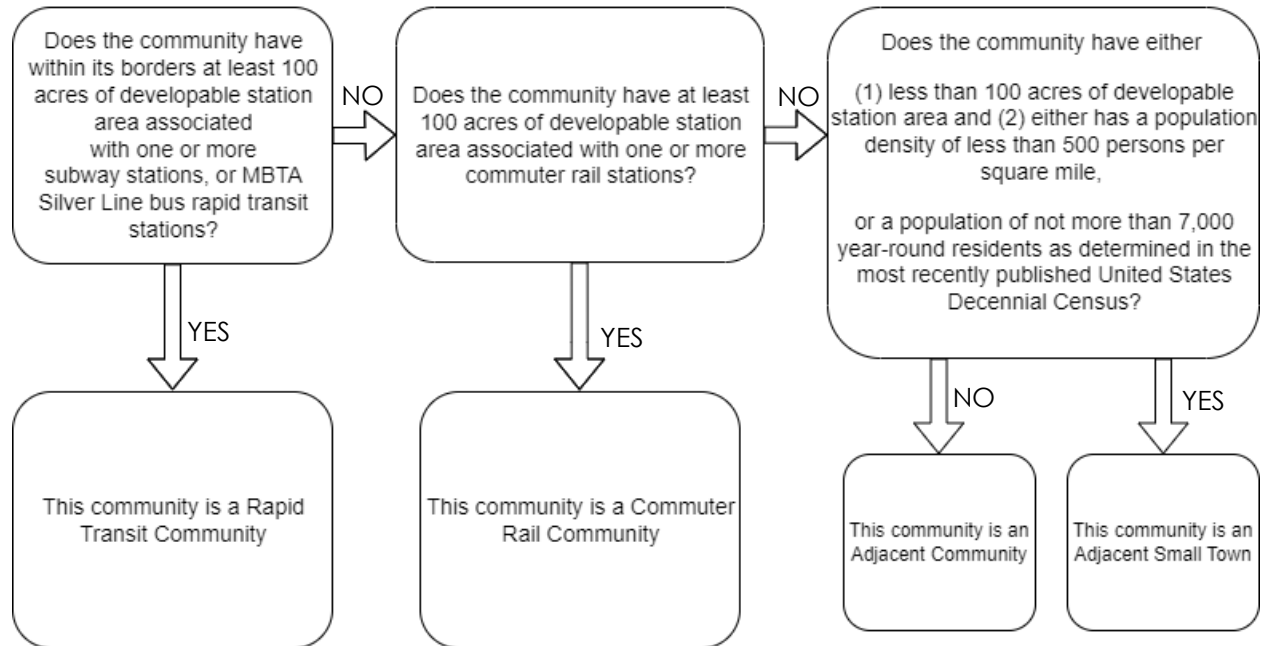 Does the community have
within its borders at least 100
acres of developable station
area associated
with one or more
subway stations, or MBTA
Silver Line bus rapid transit
stations?
NO
Does the community have at least
100 acres of developable station
area associated with one or more
commuter rail stations?
NO
Does the community have either
(1) less than 100 acres of developable
station area and (2) either has a population
density of less than 500 persons per
square mile,
or a population of not more than 7,000
year-round residents as determined in the
most recently published United States
Decennial Census?
YES
YES
NO
YES
This community is a Rapid
Transit Community
This community is a Commuter
Rail Community
This community is an
Adjacent Community
This community is an
Adjacent Small Town